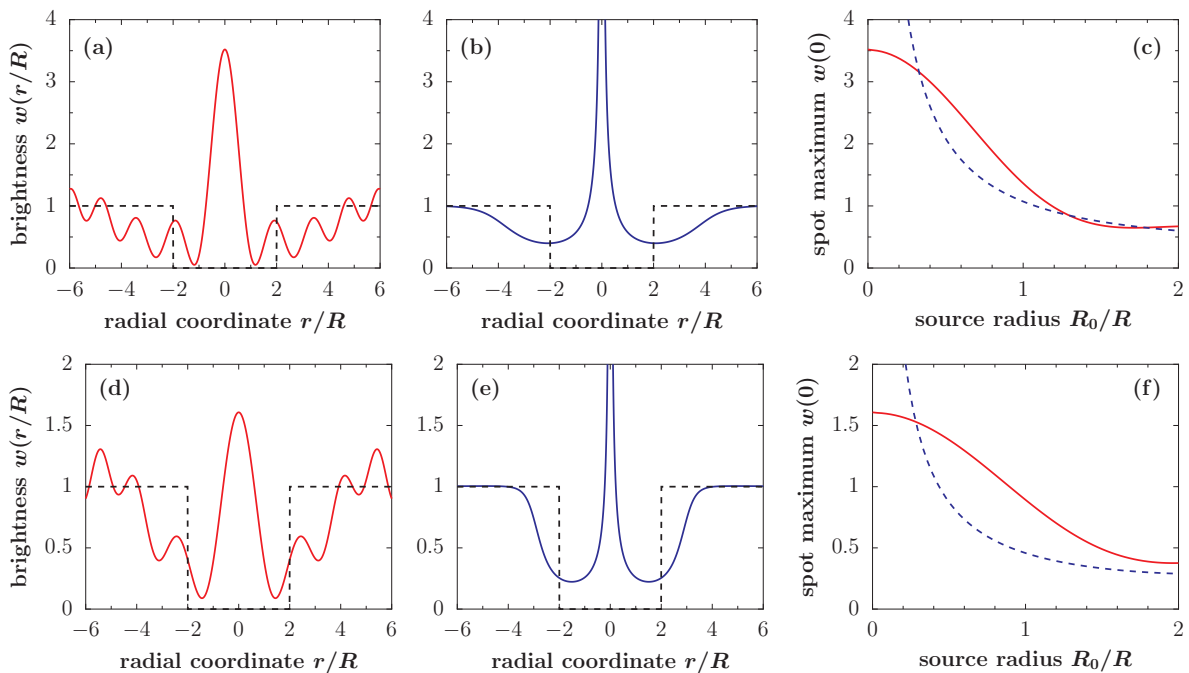 4
3
2
1
0
−6 −4 −2 0 2 4 6
brightness w(r/R)
radial coordinate r/R
(a)
4
3
2
1
0
−6 −4 −2 0 2 4 6
radial coordinate r/R
(b)
4
3
2
1
0
0 1 2
spot maximum w(0)
source radius R₀/R
(c)
2
1.5
1
0.5
0
−6 −4 −2 0 2 4 6
brightness w(r/R)
radial coordinate r/R
(d)
2
1.5
1
0.5
0
−6 −4 −2 0 2 4 6
radial coordinate r/R
(e)
2
1.5
1
0.5
0
0 1 2
spot maximum w(0)
source radius R₀/R
(f)